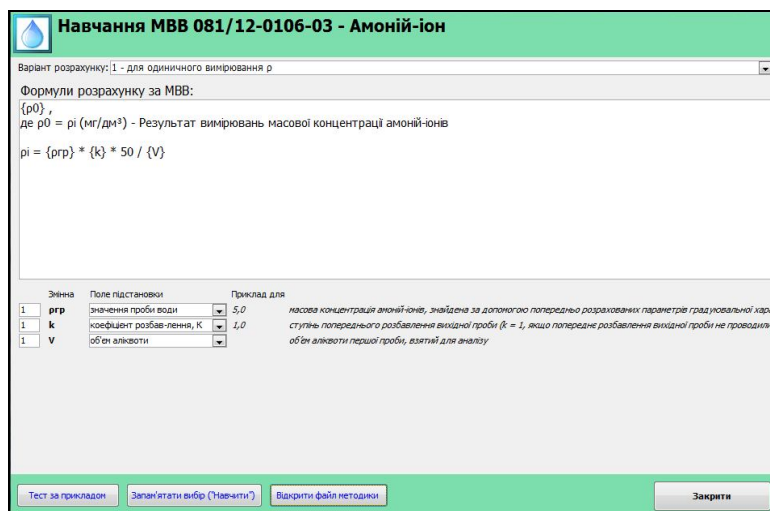 Навчання МВВ 081/12-0106-03 - Амоній-іон
Варіант розрахунку: 1 - для одиничного вимірювання ρ
Формули розрахунку за МВВ:
{ρ0} ,
де ρ0 = ρi (мг/дм³) - Результат вимірювань масової концентрації амоній-іонів
ρi = {ρгр} * {k} * 50 / {V}
Змінна Поле підстановки Приклад для
1 ρгр значення проби води 5,0 масова концентрація амоній-іонів, знайдена за допомогою попередньо розрахованих параметрів градуювальної хара
1 k коефіцієнт розбав-лення, К 1,0 ступінь попереднього розбавлення вихідної проби (k = 1, якщо попереднє розбавлення вихідної проби не проводили
1 V об'єм аліквоти об'єм аліквоти першої проби, взятий для аналізу
Тест за прикладом Запам'ятати вибір ("Навчити") Відкрити файл методики Закрити